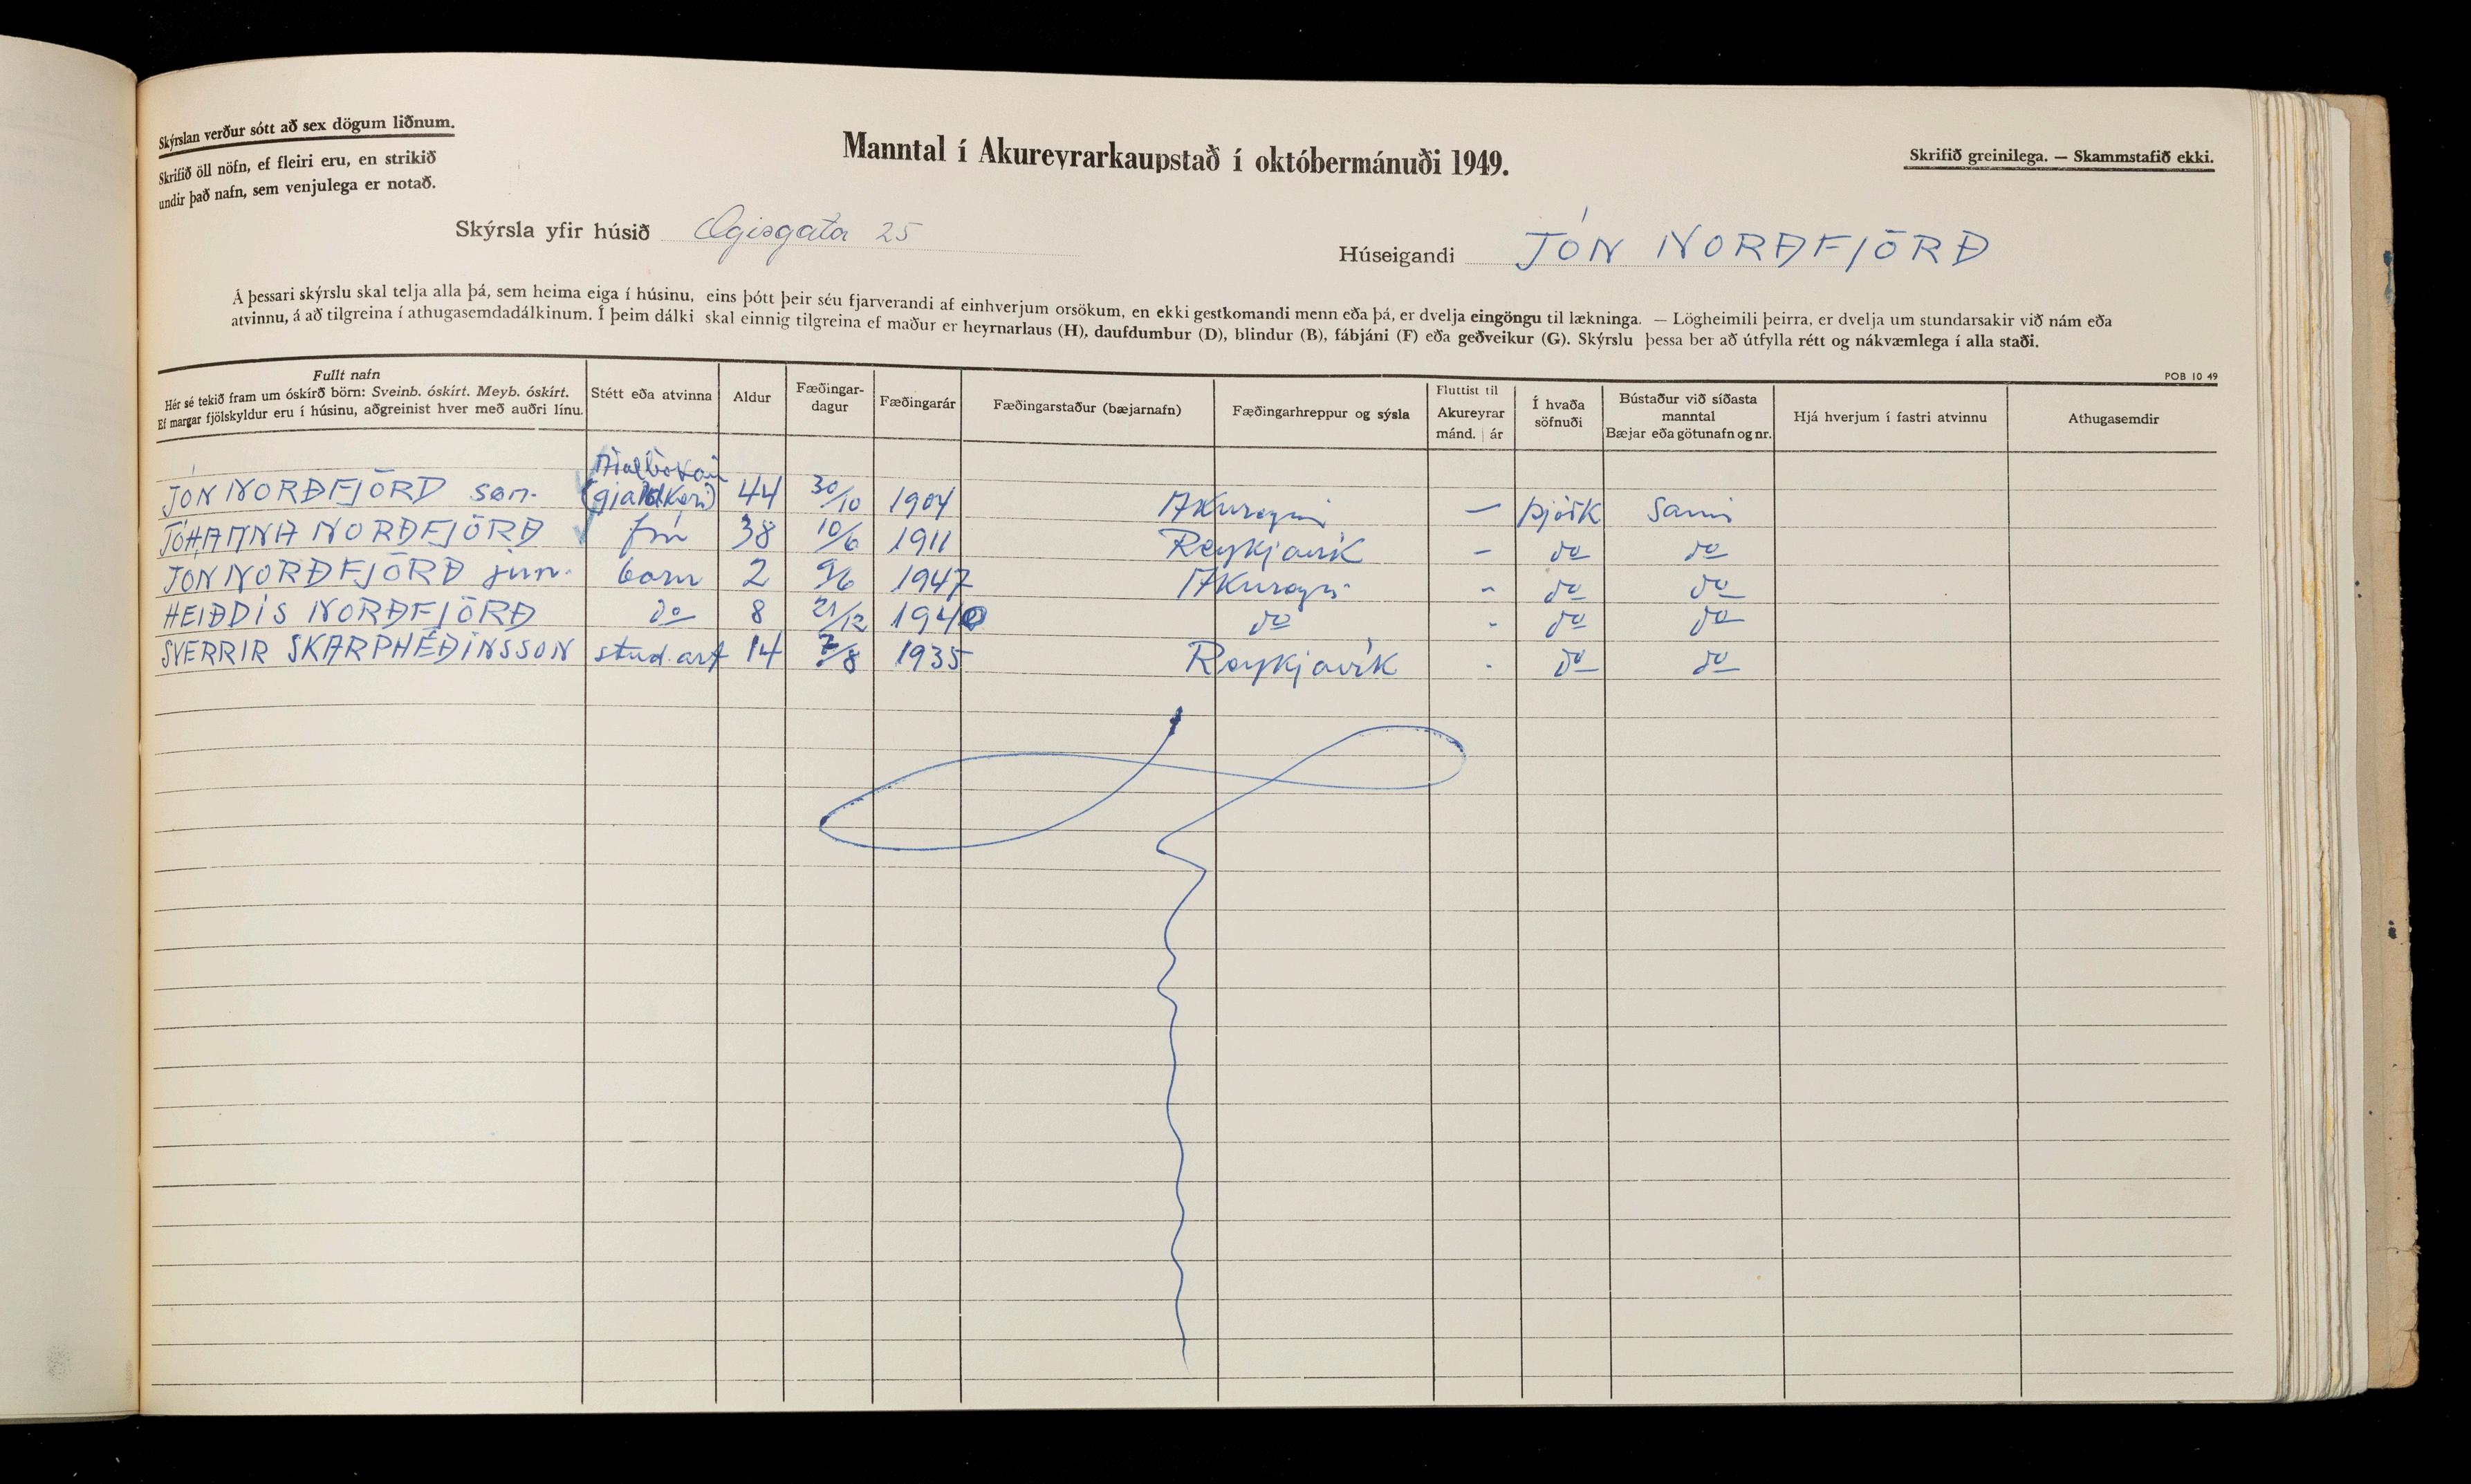 Skýrslan verður sótt að sex dögum liðnum.
Skrifið öll nöfn, ef fleiri eru, en strikið
undir það nafn, sem venjulega er notað.
Manntal í Akureyrarkaupstað í októbermánuði 1949.
Skrifið greinilega. — Skammstafið ekki.
Skýrsla yfir húsið Ægisgata 25
Húseigandi JÓN NORÐFJÖRÐ
Á þessari skýrslu skal telja alla þá, sem heima eiga í húsinu, eins þótt þeir séu fjarverandi af einhverjum orsökum, en ekki gestkomandi menn eða þá, er dvelja eingöngu til lækninga. — Lögheimili þeirra, er dvelja um stundarsakir við nám eða
atvinnu, á að tilgreina í athugasemdadálkinum. Í þeim dálki skal einnig tilgreina ef maður er heyrnarlaus (H), daufdumbur (D), blindur (B), fábjáni (F) eða geðveikur (G). Skýrslu þessa ber að útfylla rétt og nákvæmlega í alla staði.
POB 10 49
Fullt nafn
Hér sé tekið fram um óskírð börn: Sveinb. óskírt. Meyb. óskírt.
Ef margar fjölskyldur eru í húsinu, aðgreinist hver með auðri línu.
Stétt eða atvinna
Aldur
Fæðingar-
dagur
Fæðingarár
Fæðingarstaður (bæjarnafn)
Fæðingarhreppur og sýsla
Fluttist til
Akureyrar
mánd. | ár
Í hvaða
söfnuði
Bústaður við síðasta
manntal
Bæjar eða götunafn og nr.
Hjá hverjum í fastri atvinnu
Athugasemdir
JÓN NORÐFJÖRÐ sen. (gjaldkeri) 44 30/10 1904 Akureyri — þjóðk sami
JÓHANNA NORÐFJÖRÐ frú 38 10/6 1911 Reykjavík — do do
JÓN NORÐFJÖRÐ jun. barn 2 9/6 1947 Akureyri - do do
HEIÐDÍS NORÐFJÖRÐ do 8 21/12 1940 do - do do
SVERRIR SKARPHÉÐINSSON stud. art 14 7/8 1935 Reykjavík - do do